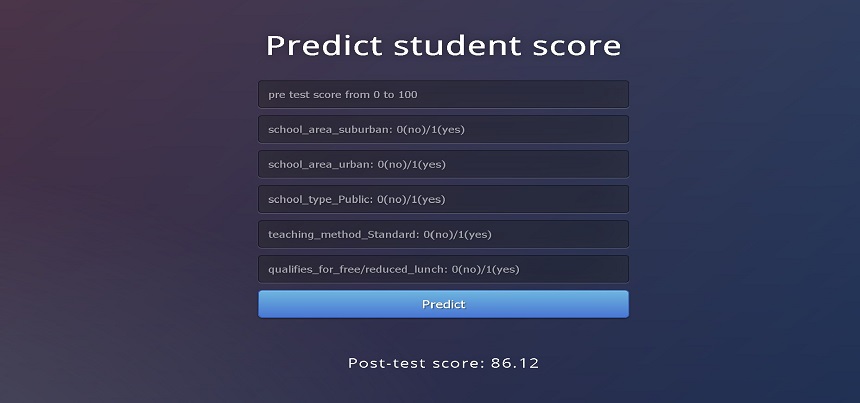 Predict student score
pre test score from 0 to 100
school_area_suburban: 0(no)/1(yes)
school_area_urban: 0(no)/1(yes)
school_type_Public: 0(no)/1(yes)
teaching_method_Standard: 0(no)/1(yes)
qualifies_for_free/reduced_lunch: 0(no)/1(yes)
Predict
Post-test score: 86.12